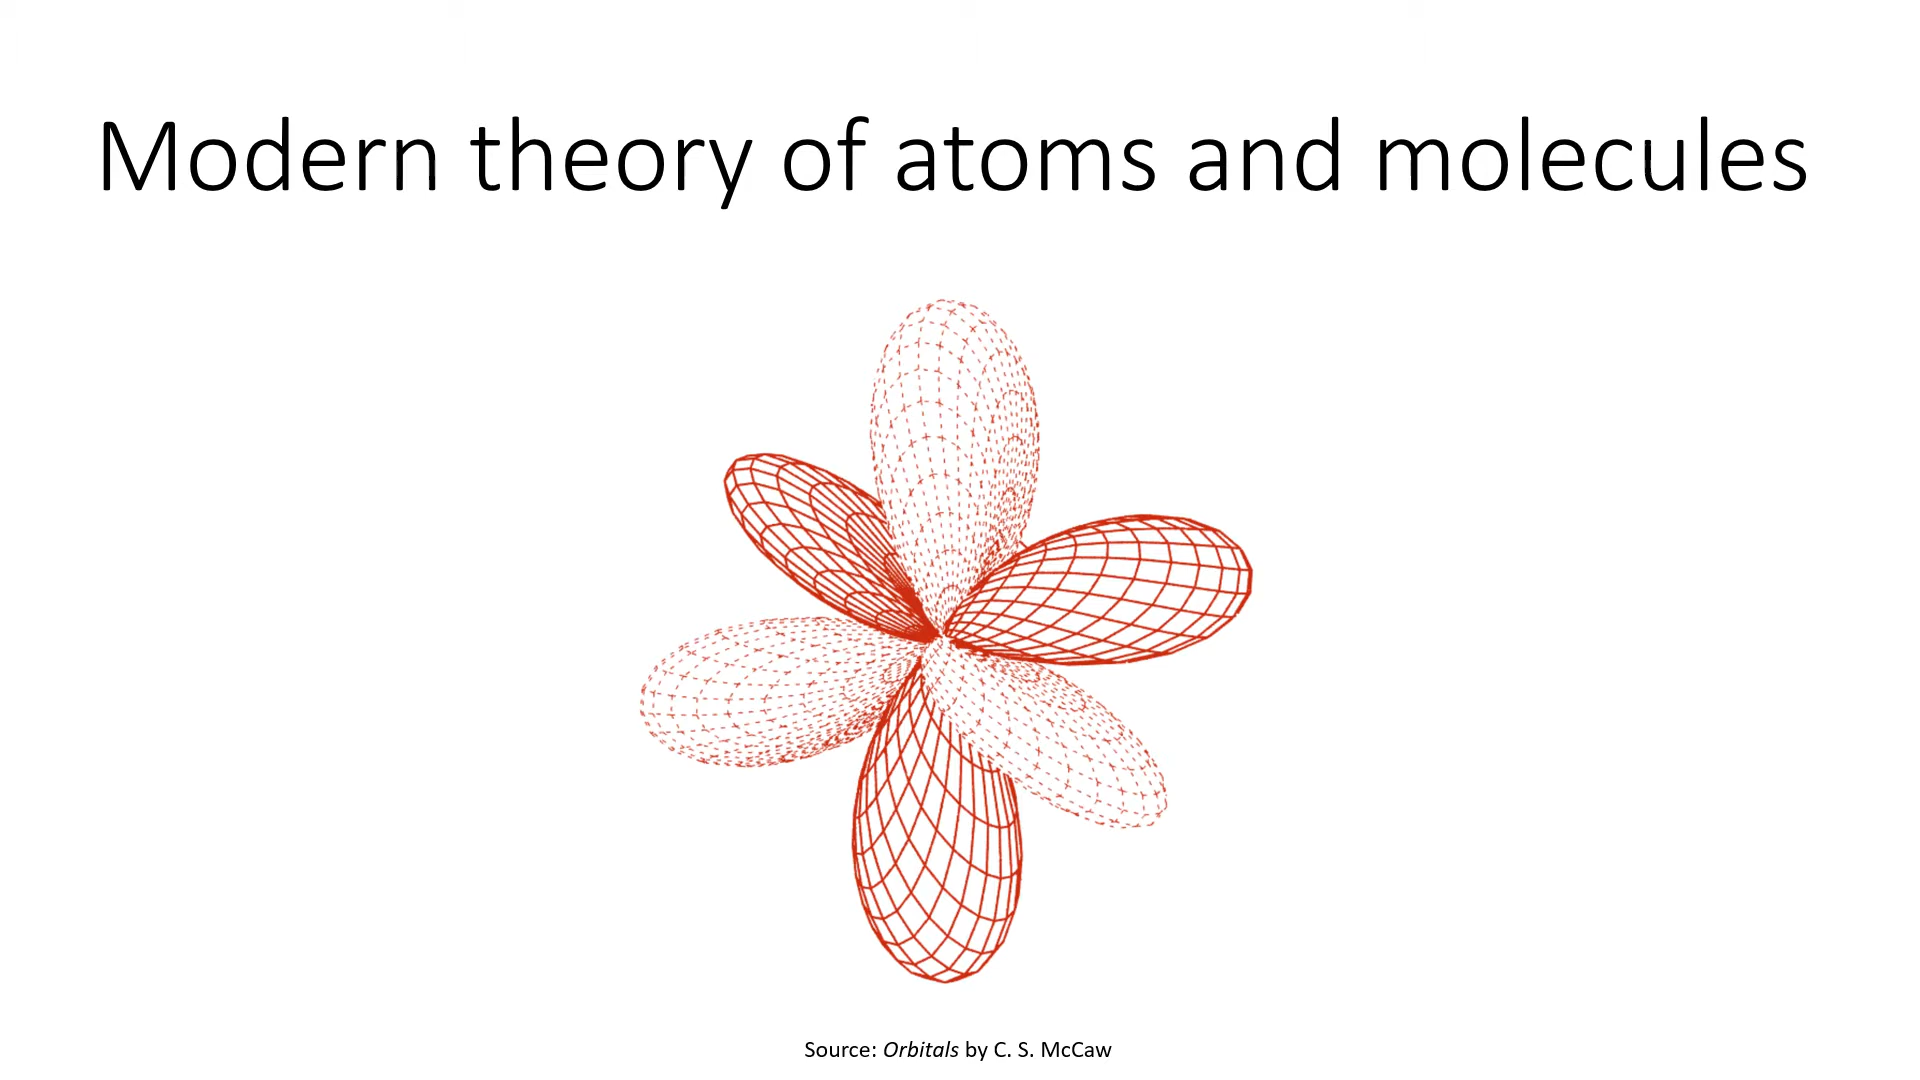 Modern theory of atoms and molecules
Source: Orbitals by C. S. McCaw